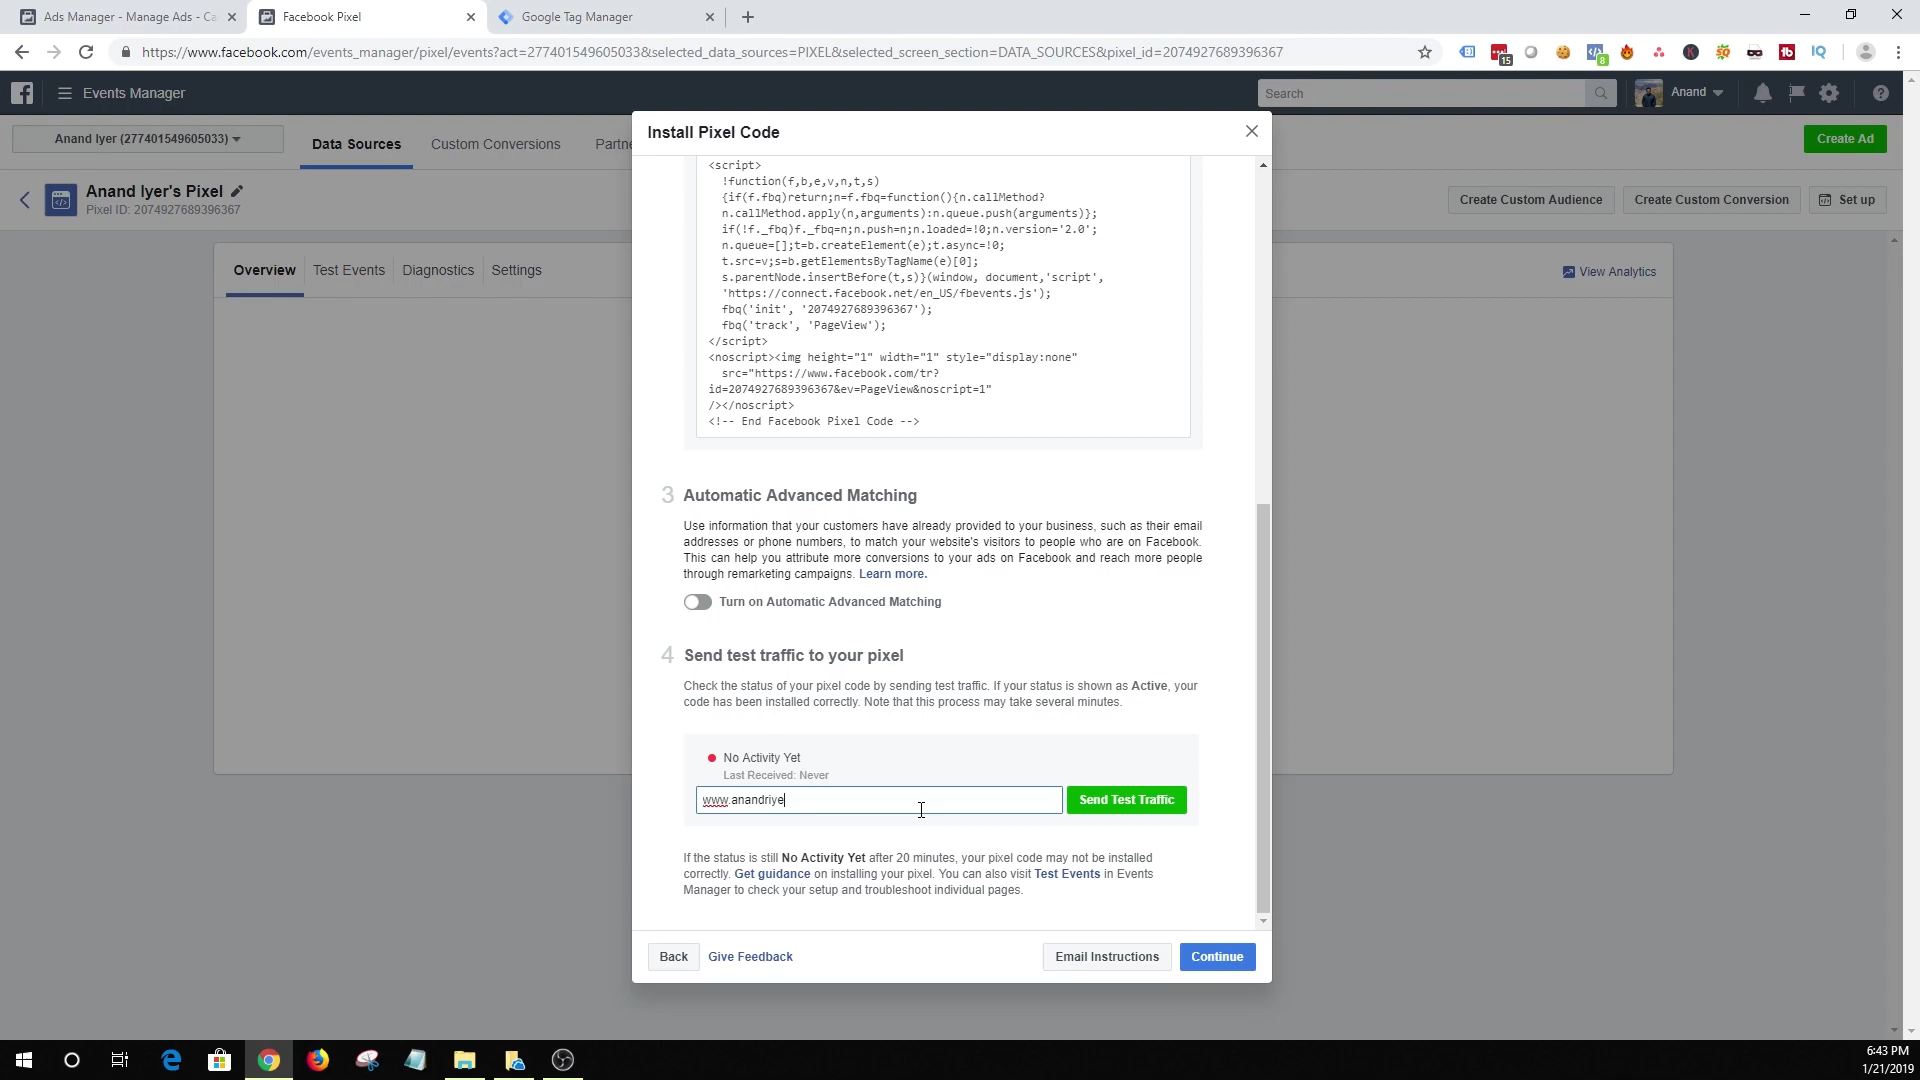 Ads Manager - Manage Ads - Ca
Facebook Pixel
Google Tag Manager
https://www.facebook.com/events_manager/pixel/events?act=277401549605033&selected_data_sources=PIXEL&selected_screen_section=DATA_SOURCES&pixel_id=2074927689396367
15
8
Events Manager
Search
Anand
Anand Iyer (277401549605033)
Data Sources
Custom Conversions
Partne
Create Ad
Anand Iyer's Pixel
Pixel ID: 2074927689396367
Create Custom Audience
Create Custom Conversion
Set up
Overview
Test Events
Diagnostics
Settings
View Analytics
Install Pixel Code
<script>
!function(f,b,e,v,n,t,s)
{if(f.fbq)return;n=f.fbq=function(){n.callMethod?
n.callMethod.apply(n,arguments):n.queue.push(arguments)};
if(!f._fbq)f._fbq=n;n.push=n;n.loaded=!0;n.version='2.0';
n.queue=[];t=b.createElement(e);t.async=!0;
t.src=v;s=b.getElementsByTagName(e)[0];
s.parentNode.insertBefore(t,s)}(window, document,'script',
'https://connect.facebook.net/en_US/fbevents.js');
fbq('init', '2074927689396367');
fbq('track', 'PageView');
</script>
<noscript><img height="1" width="1" style="display:none"
src="https://www.facebook.com/tr?
id=2074927689396367&ev=PageView&noscript=1"
/></noscript>
<!-- End Facebook Pixel Code -->
3 Automatic Advanced Matching
Use information that your customers have already provided to your business, such as their email
addresses or phone numbers, to match your website's visitors to people who are on Facebook.
This can help you attribute more conversions to your ads on Facebook and reach more people
through remarketing campaigns. Learn more.
Turn on Automatic Advanced Matching
4 Send test traffic to your pixel
Check the status of your pixel code by sending test traffic. If your status is shown as Active, your
code has been installed correctly. Note that this process may take several minutes.
No Activity Yet
Last Received: Never
www.anandriye
Send Test Traffic
If the status is still No Activity Yet after 20 minutes, your pixel code may not be installed
correctly. Get guidance on installing your pixel. You can also visit Test Events in Events
Manager to check your setup and troubleshoot individual pages.
Back
Give Feedback
Email Instructions
Continue
6:43 PM
1/21/2019